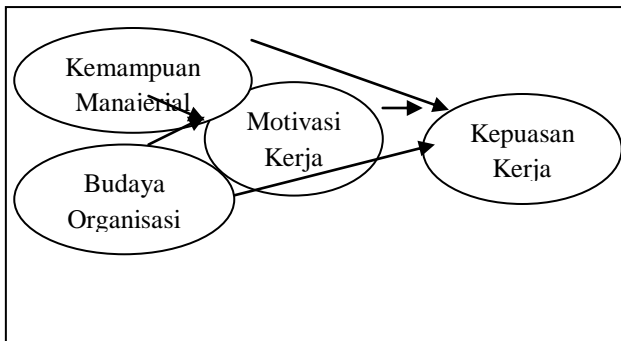 Kemampuan
Manajerial
Motivasi
Kerja
Kepuasan
Kerja
Budaya
Organisasi